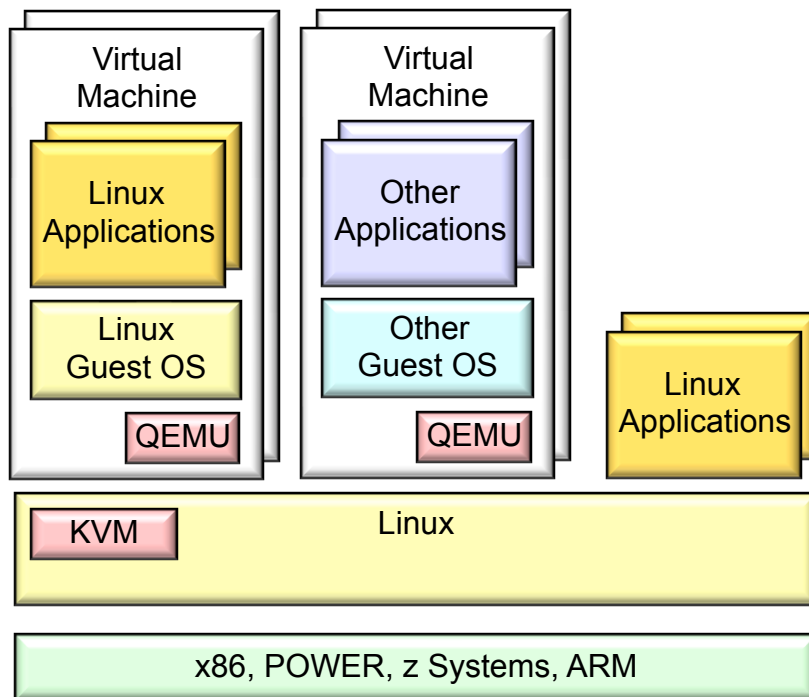 Virtual
Machine
Linux
Applications
Linux
Guest OS
QEMU
Virtual
Machine
Other
Applications
Other
Guest OS
QEMU
Linux
Applications
KVM
Linux
x86, POWER, z Systems, ARM